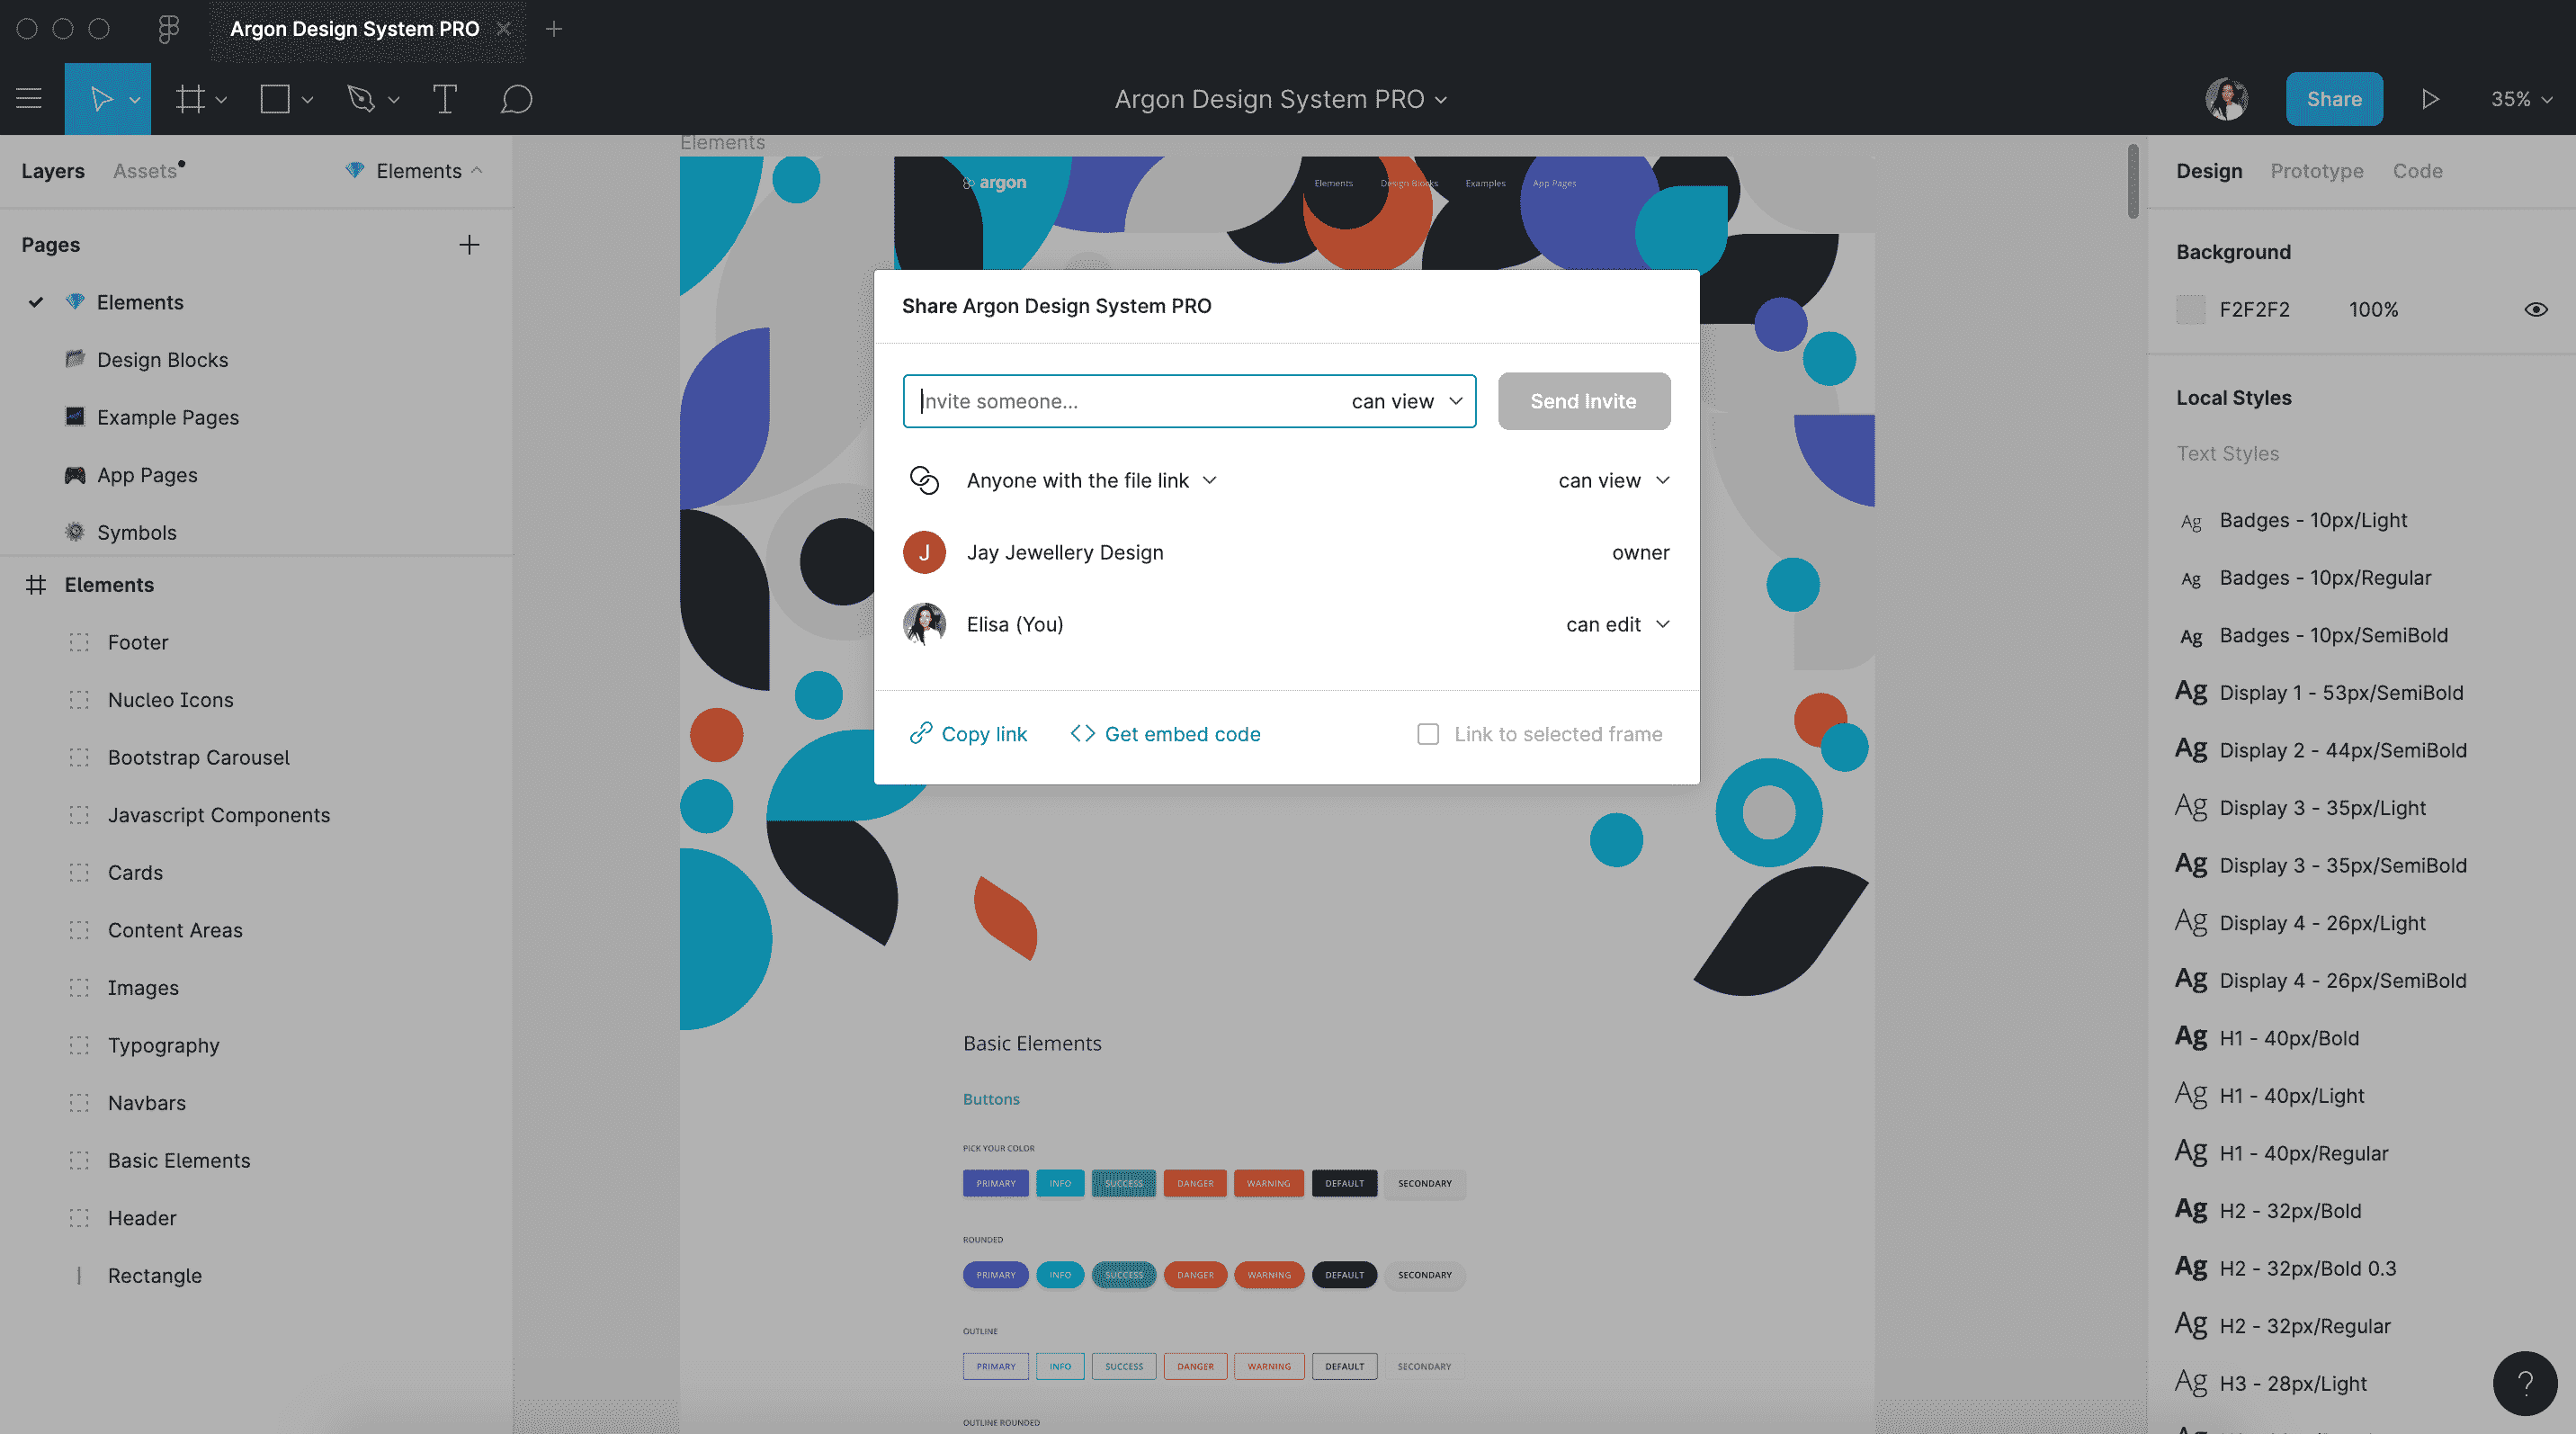 Argon Design System PRO
Argon Design System PRO
Share
35%
Layers
Assets
Elements
Pages
Elements
Design Blocks
Example Pages
App Pages
Symbols
Elements
Footer
Nucleo Icons
Bootstrap Carousel
Javascript Components
Cards
Content Areas
Images
Typography
Navbars
Basic Elements
Header
Rectangle
Elements
argon
Elements Design Blocks Examples App Pages
Share Argon Design System PRO
Invite someone... can view
Send Invite
Anyone with the file link can view
J Jay Jewellery Design owner
Elisa (You) can edit
Copy link Get embed code Link to selected frame
Basic Elements
Buttons
PICK YOUR COLOR
PRIMARY INFO SUCCESS DANGER WARNING DEFAULT SECONDARY
ROUNDED
PRIMARY INFO SUCCESS DANGER WARNING DEFAULT SECONDARY
OUTLINE
PRIMARY INFO SUCCESS DANGER WARNING DEFAULT SECONDARY
OUTLINE ROUNDED
Design Prototype Code
Background
F2F2F2 100%
Local Styles
Text Styles
Ag Badges - 10px/Light
Ag Badges - 10px/Regular
Ag Badges - 10px/SemiBold
Ag Display 1 - 53px/SemiBold
Ag Display 2 - 44px/SemiBold
Ag Display 3 - 35px/Light
Ag Display 3 - 35px/SemiBold
Ag Display 4 - 26px/Light
Ag Display 4 - 26px/SemiBold
Ag H1 - 40px/Bold
Ag H1 - 40px/Light
Ag H1 - 40px/Regular
Ag H2 - 32px/Bold
Ag H2 - 32px/Bold 0.3
Ag H2 - 32px/Regular
Ag H3 - 28px/Light
?